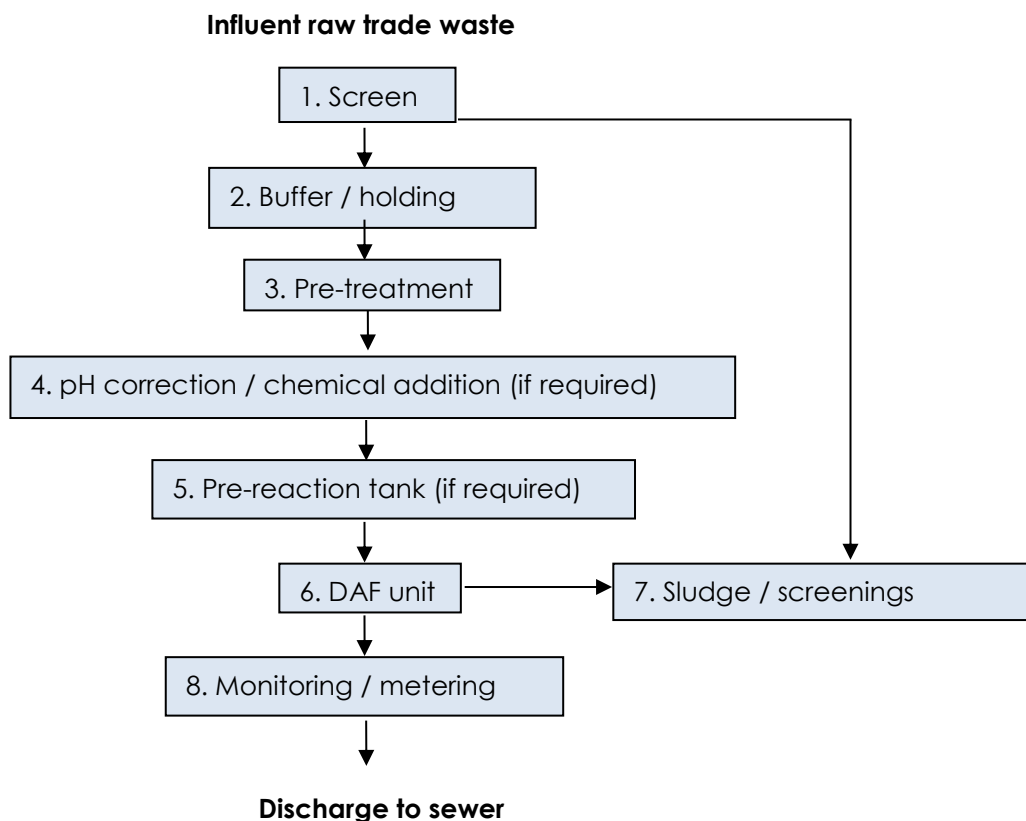 Influent raw trade waste
1. Screen
2. Buffer / holding
3. Pre-treatment
4. pH correction / chemical addition (if required)
5. Pre-reaction tank (if required)
6. DAF unit
7. Sludge / screenings
8. Monitoring / metering
Discharge to sewer